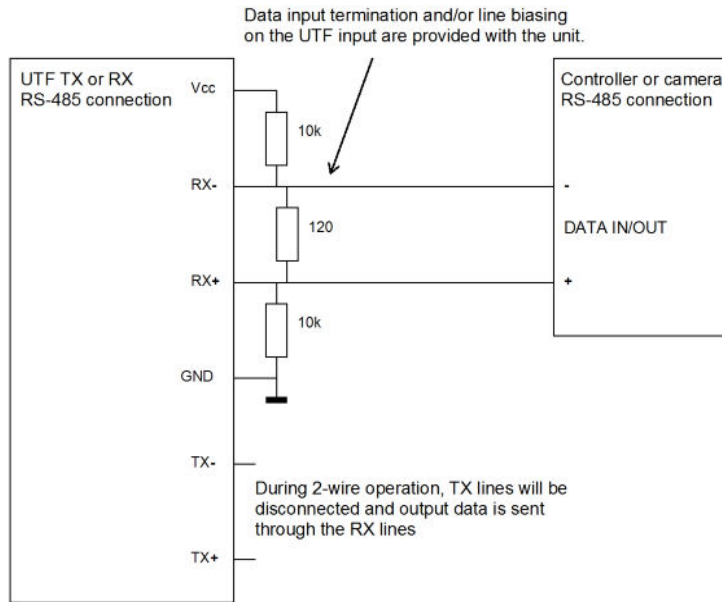 Data input termination and/or line biasing
on the UTF input are provided with the unit.
UTF TX or RX
RS-485 connection
Vcc
Controller or camera
RS-485 connection
10k
RX-
-
120
DATA IN/OUT
RX+
+
10k
GND
TX-
During 2-wire operation, TX lines will be
disconnected and output data is sent
through the RX lines
TX+